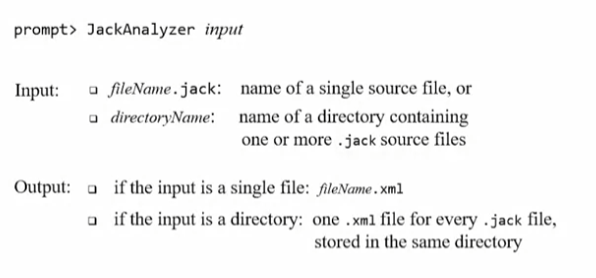 prompt> JackAnalyzer input
Input: ❑ fileName.jack: name of a single source file, or
❑ directoryName: name of a directory containing
one or more .jack source files
Output: ❑ if the input is a single file: fileName.xml
❑ if the input is a directory: one .xml file for every .jack file,
stored in the same directory